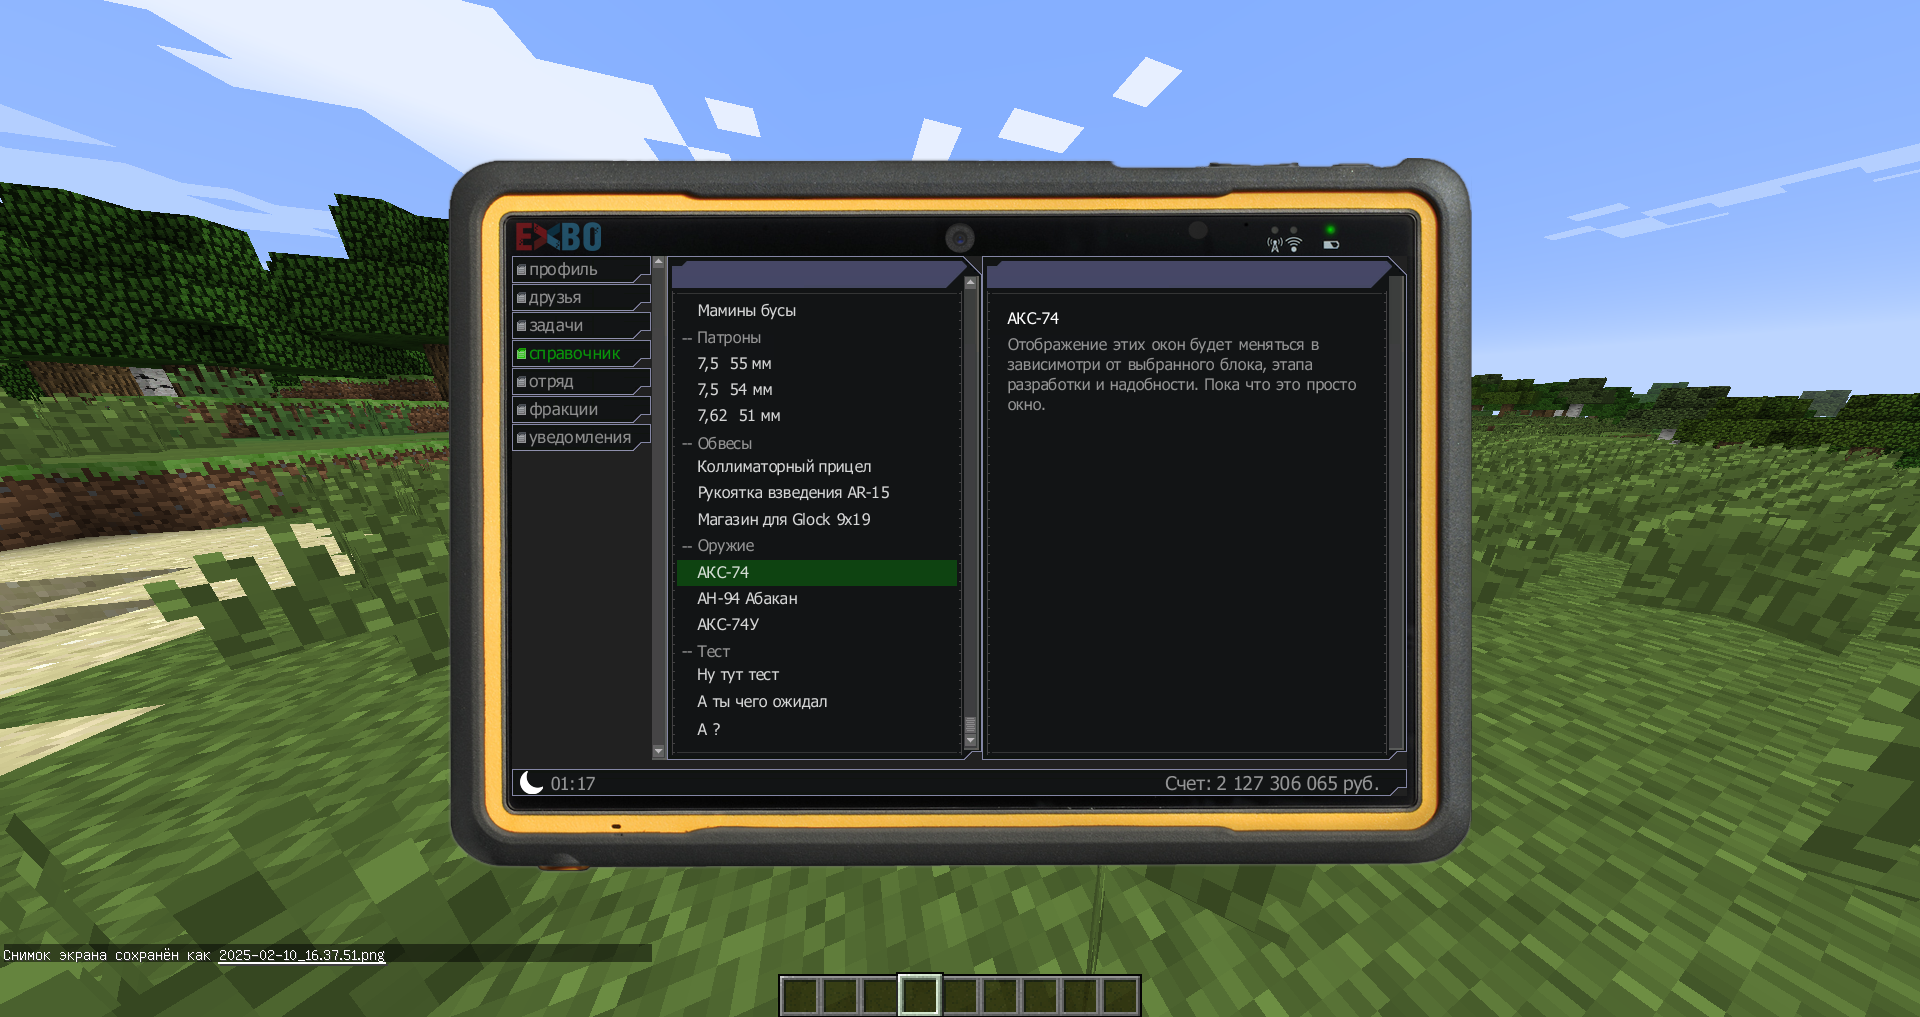 EXBO
профиль
друзья
задачи
справочник
отряд
фракции
уведомления
Мамины бусы
-- Патроны
7,5 55 мм
7,5 54 мм
7,62 51 мм
-- Обвесы
Коллиматорный прицел
Рукоятка взведения AR-15
Магазин для Glock 9x19
-- Оружие
АКС-74
АН-94 Абакан
АКС-74У
-- Тест
Ну тут тест
А ты чего ожидал
А ?
АКС-74
Отображение этих окон будет меняться в
зависимотри от выбранного блока, этапа
разработки и надобности. Пока что это просто
окно.
01:17
Счет: 2 127 306 065 руб.
Снимок экрана сохранён как 2025-02-10_16.37.51.png